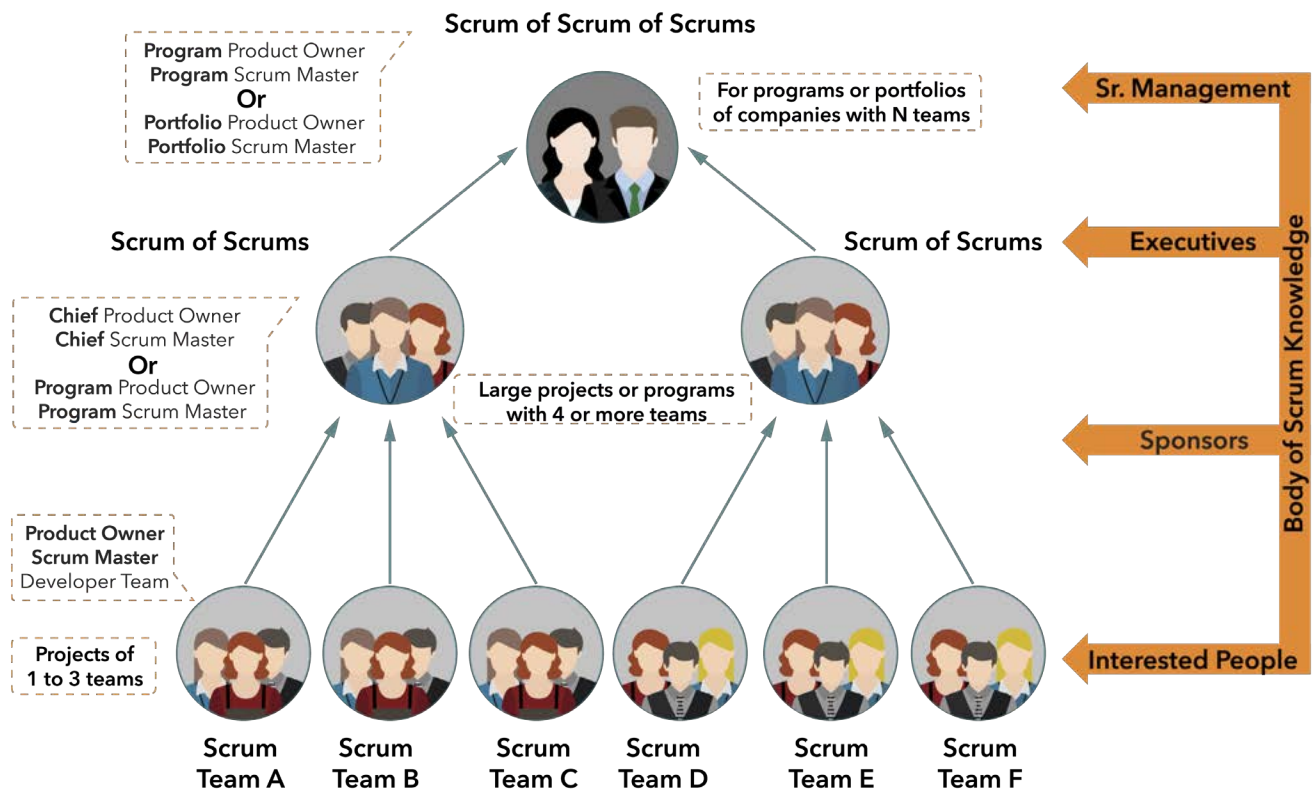 Scrum of Scrum of Scrums
Program Product Owner
Program Scrum Master
Or
Portfolio Product Owner
Portfolio Scrum Master
For programs or portfolios
of companies with N teams
Sr. Management
Scrum of Scrums
Scrum of Scrums
Executives
Body of Scrum Knowledge
Chief Product Owner
Chief Scrum Master
Or
Program Product Owner
Program Scrum Master
Large projects or programs
with 4 or more teams
Sponsors
Product Owner
Scrum Master
Developer Team
Projects of
1 to 3 teams
Interested People
Scrum
Team A
Scrum
Team B
Scrum
Team C
Scrum
Team D
Scrum
Team E
Scrum
Team F